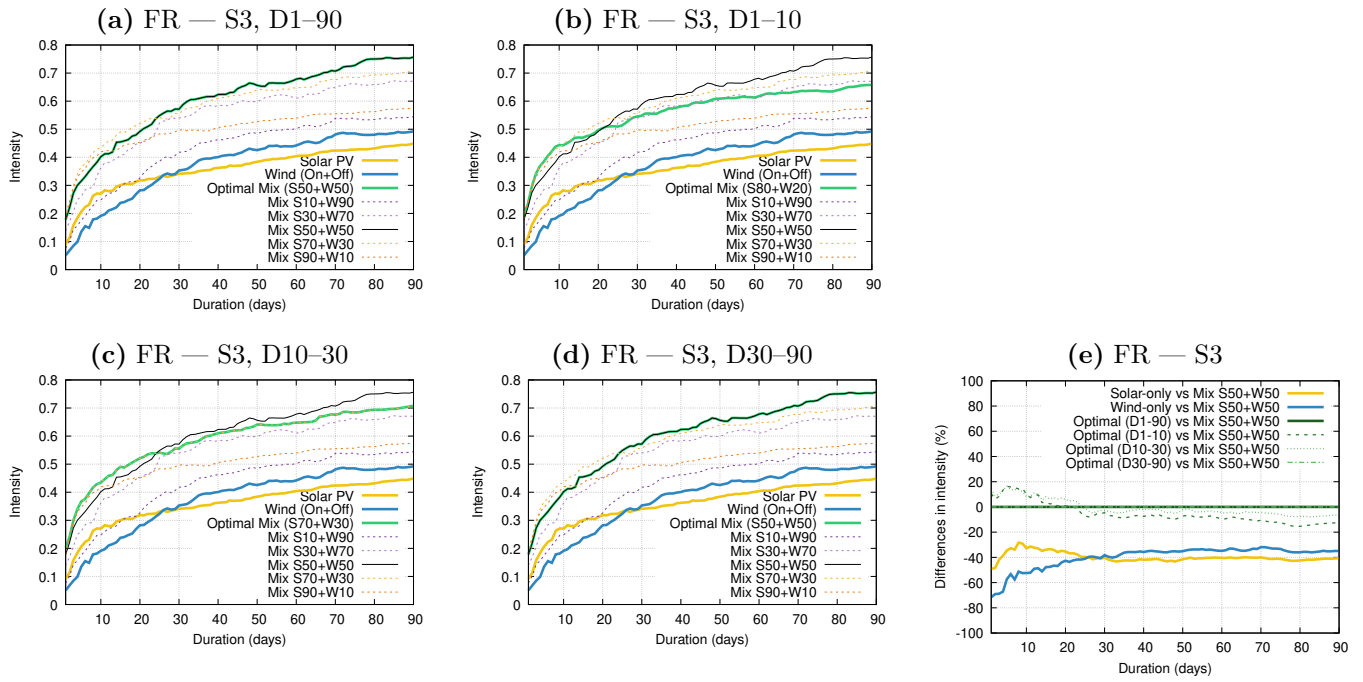 (a) FR — S3, D1–90
0.8
0.7
0.6
0.5
0.4
0.3
0.2
0.1
0
Intensity
10 20 30 40 50 60 70 80 90
Duration (days)
Solar PV
Wind (On+Off)
Optimal Mix (S50+W50)
Mix S10+W90
Mix S30+W70
Mix S50+W50
Mix S70+W30
Mix S90+W10
(b) FR — S3, D1–10
0.8
0.7
0.6
0.5
0.4
0.3
0.2
0.1
0
Intensity
10 20 30 40 50 60 70 80 90
Duration (days)
Solar PV
Wind (On+Off)
Optimal Mix (S80+W20)
Mix S10+W90
Mix S30+W70
Mix S50+W50
Mix S70+W30
Mix S90+W10
(c) FR — S3, D10–30
0.8
0.7
0.6
0.5
0.4
0.3
0.2
0.1
0
Intensity
10 20 30 40 50 60 70 80 90
Duration (days)
Solar PV
Wind (On+Off)
Optimal Mix (S70+W30)
Mix S10+W90
Mix S30+W70
Mix S50+W50
Mix S70+W30
Mix S90+W10
(d) FR — S3, D30–90
0.8
0.7
0.6
0.5
0.4
0.3
0.2
0.1
0
Intensity
10 20 30 40 50 60 70 80 90
Duration (days)
Solar PV
Wind (On+Off)
Optimal Mix (S50+W50)
Mix S10+W90
Mix S30+W70
Mix S50+W50
Mix S70+W30
Mix S90+W10
(e) FR — S3
100
80
60
40
20
0
-20
-40
-60
-80
-100
Differences in intensity (%)
10 20 30 40 50 60 70 80 90
Duration (days)
Solar-only vs Mix S50+W50
Wind-only vs Mix S50+W50
Optimal (D1-90) vs Mix S50+W50
Optimal (D1-10) vs Mix S50+W50
Optimal (D10-30) vs Mix S50+W50
Optimal (D30-90) vs Mix S50+W50